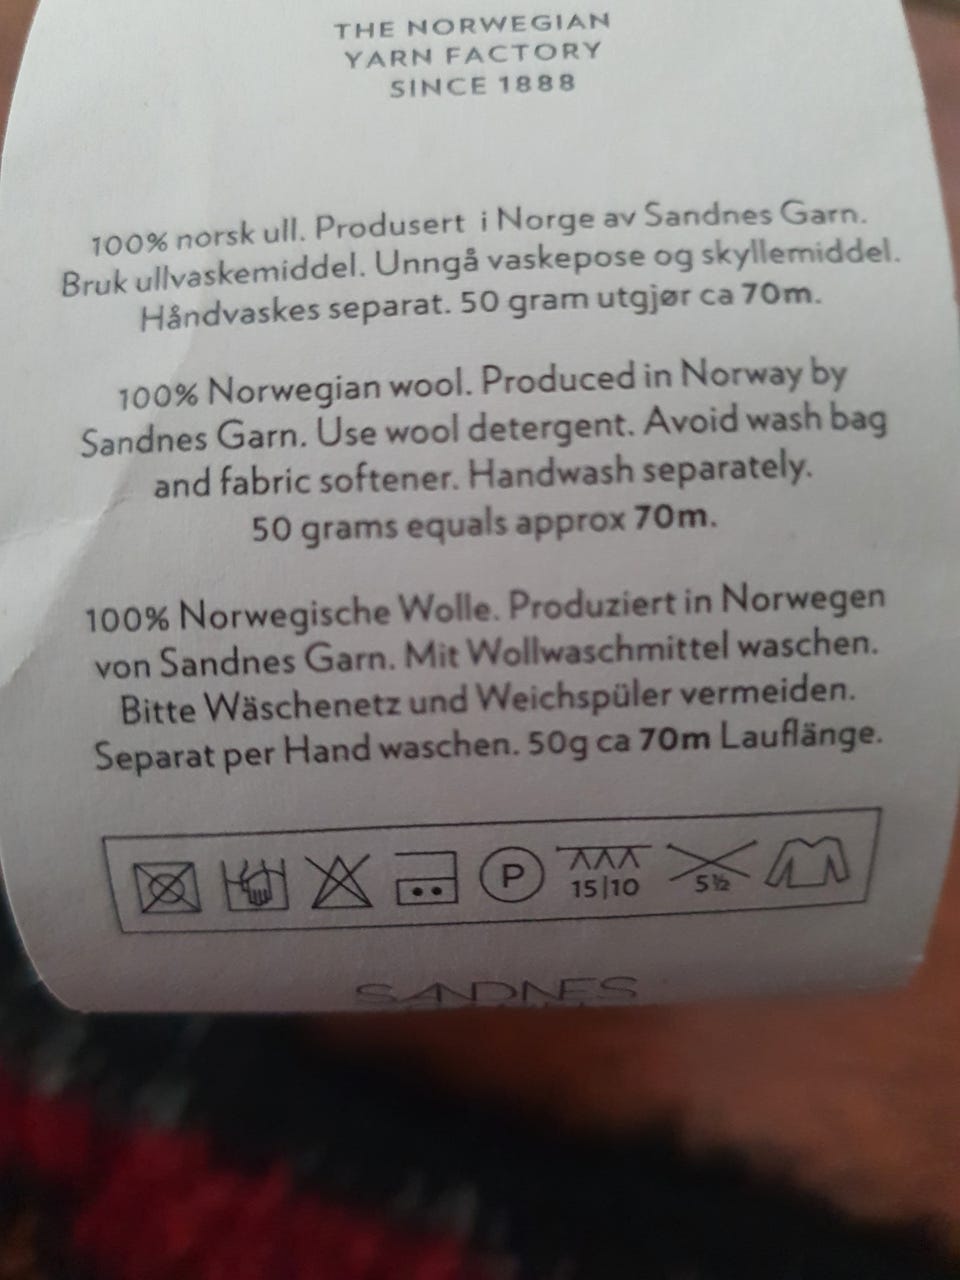 THE NORWEGIAN
YARN FACTORY
SINCE 1888
100% norsk ull. Produsert i Norge av Sandnes Garn.
Bruk ullvaskemiddel. Unngå vaskepose og skyllemiddel.
Håndvaskes separat. 50 gram utgjør ca 70m.
100% Norwegian wool. Produced in Norway by
Sandnes Garn. Use wool detergent. Avoid wash bag
and fabric softener. Handwash separately.
50 grams equals approx 70m.
100% Norwegische Wolle. Produziert in Norwegen
von Sandnes Garn. Mit Wollwaschmittel waschen.
Bitte Wäschenetz und Weichspüler vermeiden.
Separat per Hand waschen. 50g ca 70m Lauflänge.
P 15|10 5½
SANDNES